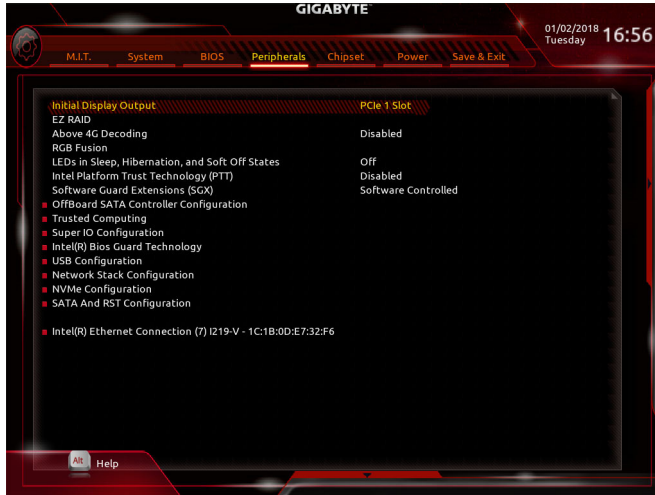 GIGABYTE™
01/02/2018
Tuesday
16:56
M.I.T. System BIOS Peripherals Chipset Power Save & Exit
Initial Display Output PCIe 1 Slot
EZ RAID
Above 4G Decoding Disabled
RGB Fusion
LEDs in Sleep, Hibernation, and Soft Off States Off
Intel Platform Trust Technology (PTT) Disabled
Software Guard Extensions (SGX) Software Controlled
OffBoard SATA Controller Configuration
Trusted Computing
Super IO Configuration
Intel(R) Bios Guard Technology
USB Configuration
Network Stack Configuration
NVMe Configuration
SATA And RST Configuration
Intel(R) Ethernet Connection (7) I219-V - 1C:1B:0D:E7:32:F6
Alt Help